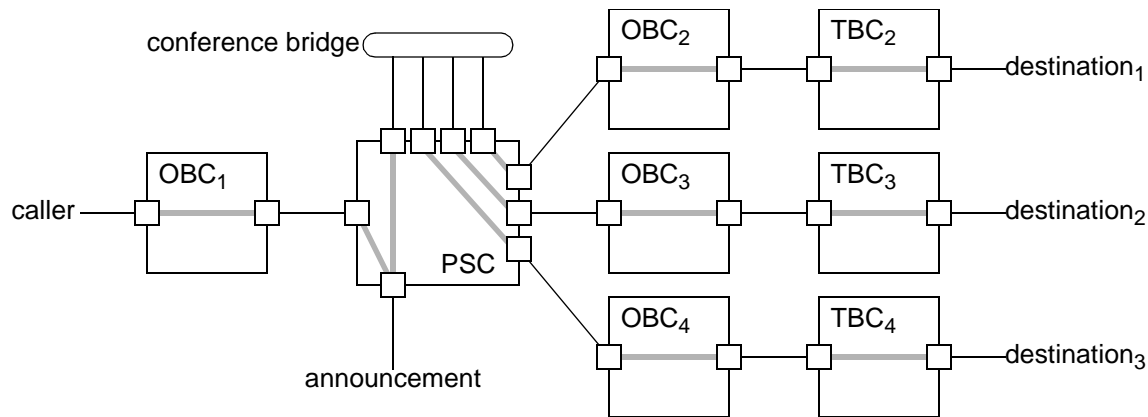 conference bridge
OBC2
TBC2
destination1
OBC1
OBC3
TBC3
caller
destination2
PSC
OBC4
TBC4
announcement
destination3